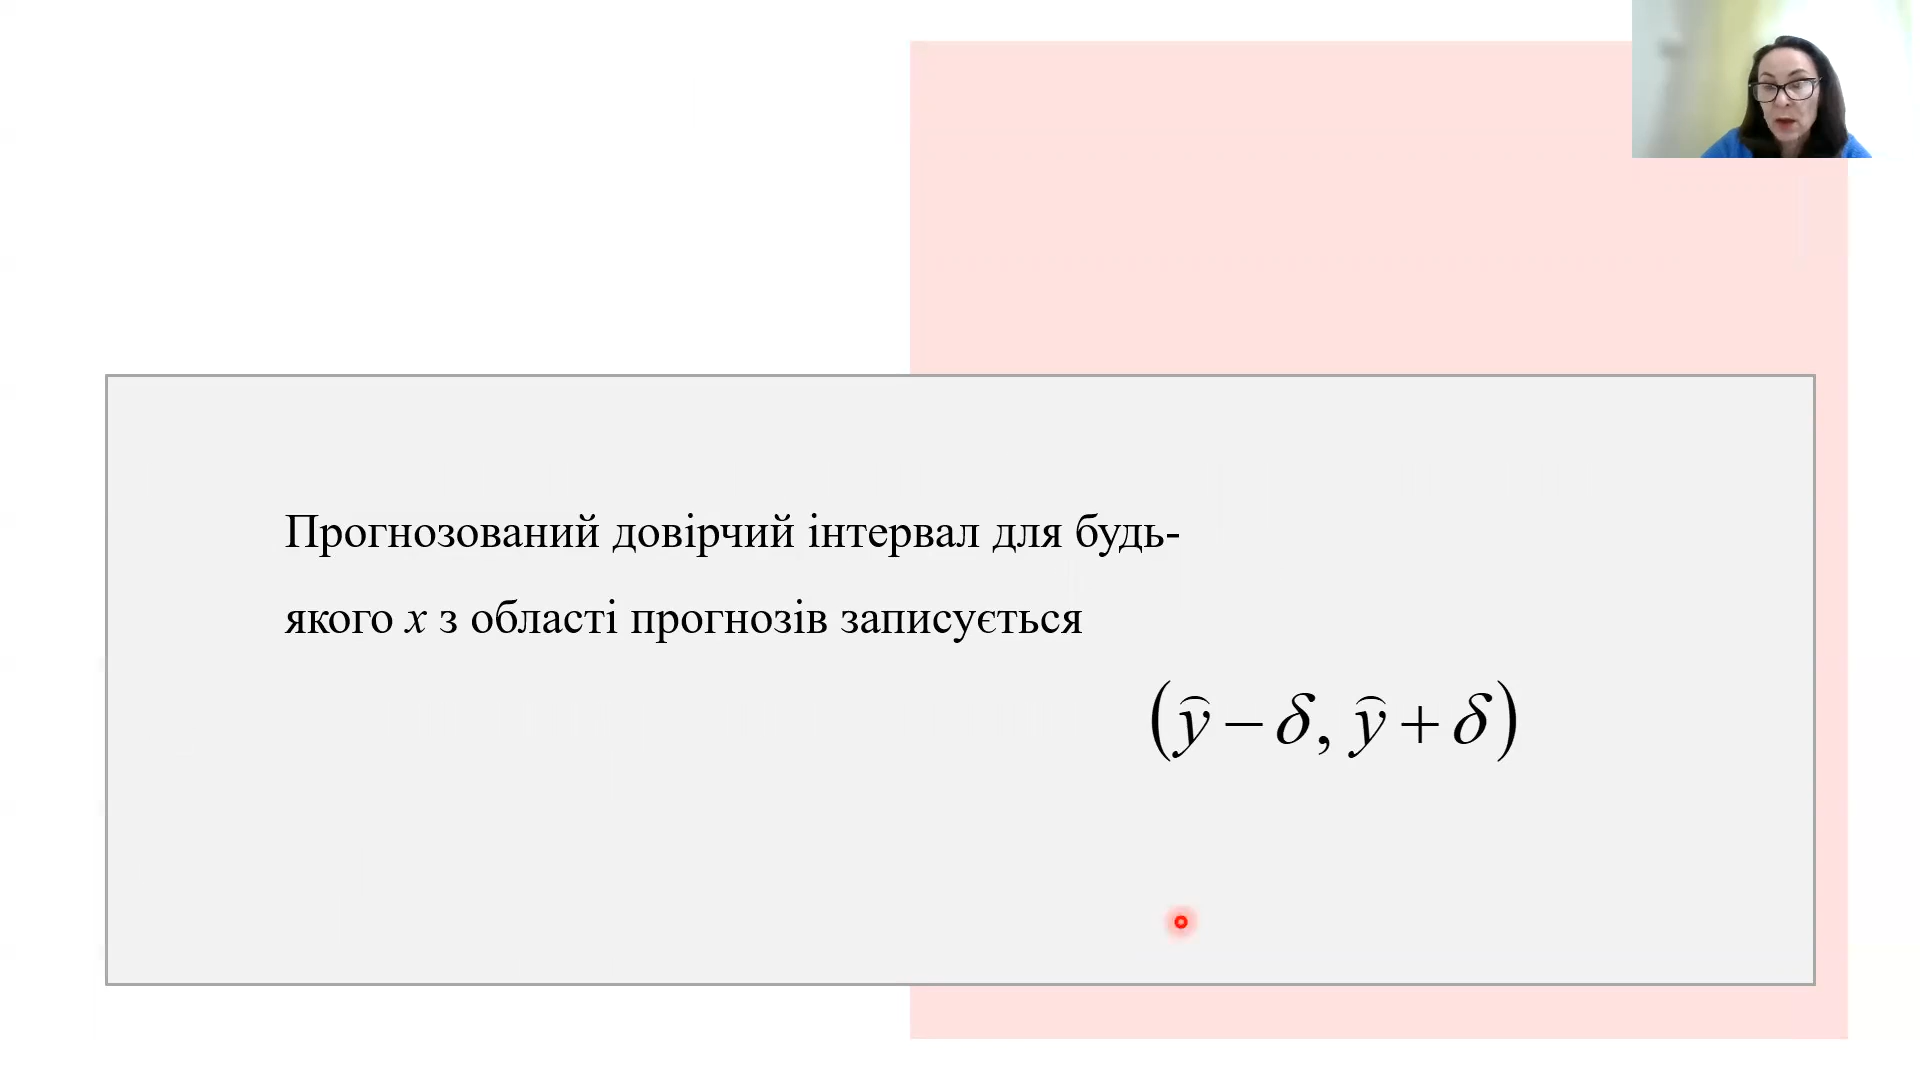 Прогнозований довірчий інтервал для будь-
якого x з області прогнозів записується
(y̑ − δ, y̑ + δ)